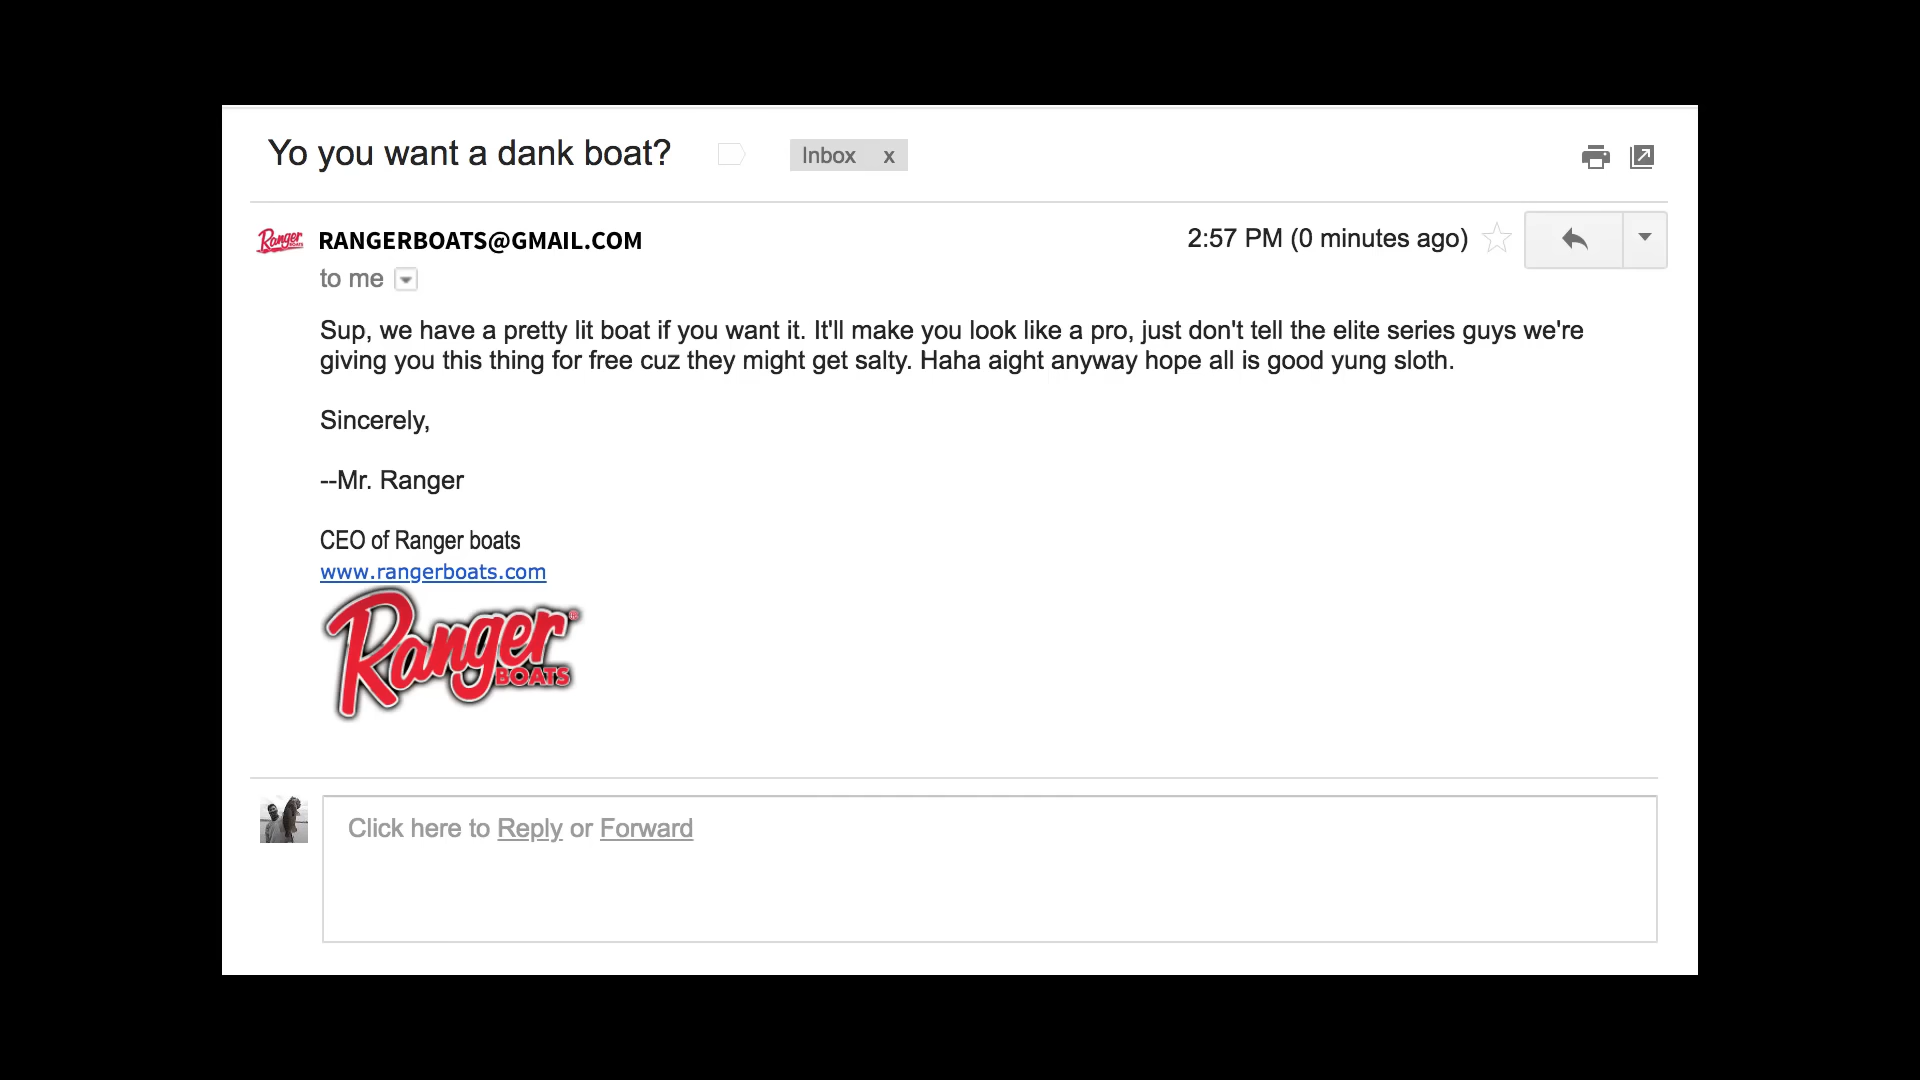 Yo you want a dank boat?
Inbox x
Ranger BOATS
RANGERBOATS@GMAIL.COM
2:57 PM (0 minutes ago)
to me
Sup, we have a pretty lit boat if you want it. It'll make you look like a pro, just don't tell the elite series guys we're
giving you this thing for free cuz they might get salty. Haha aight anyway hope all is good yung sloth.
Sincerely,
--Mr. Ranger
CEO of Ranger boats
www.rangerboats.com
Ranger®
BOATS
Click here to Reply or Forward